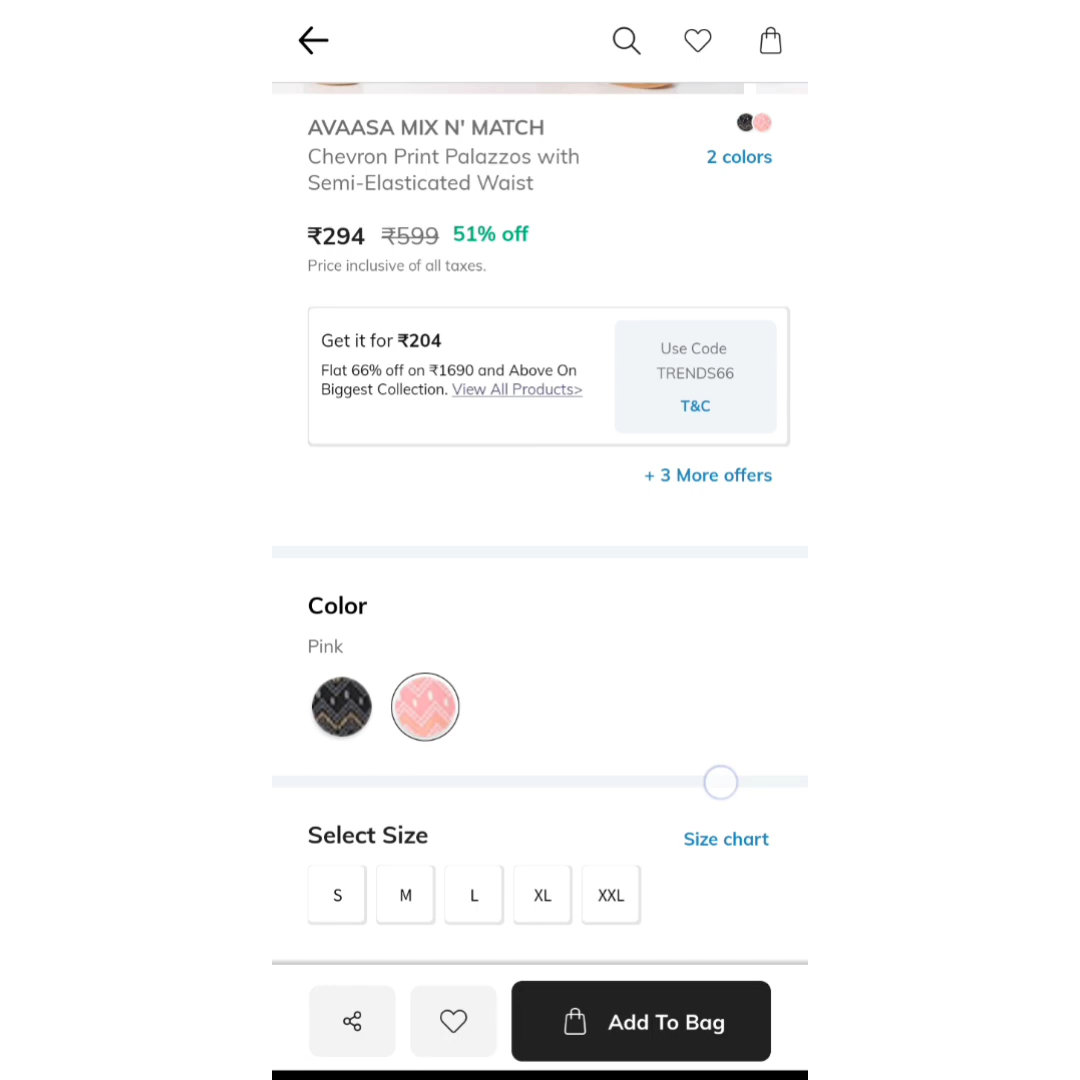 AVAASA MIX N' MATCH
Chevron Print Palazzos with
Semi-Elasticated Waist
2 colors
₹294 ₹599 51% off
Price inclusive of all taxes.
Get it for ₹204
Flat 66% off on ₹1690 and Above On
Biggest Collection. View All Products>
Use Code
TRENDS66
T&C
+ 3 More offers
Color
Pink
Select Size
Size chart
S M L XL XXL
Add To Bag